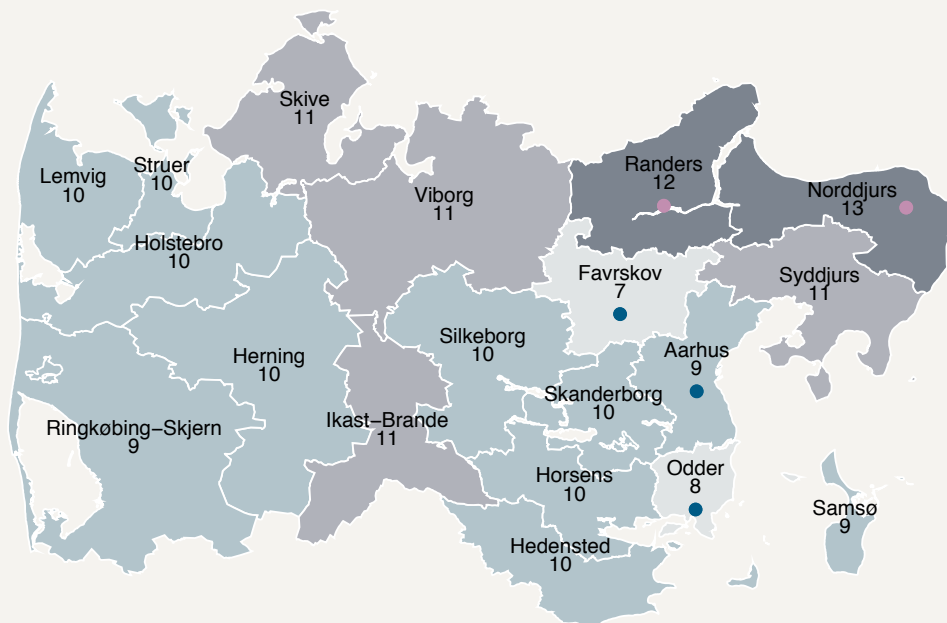 Skive
11
Randers
12
Struer
10
Lemvig
10
Viborg
11
Norddjurs
13
Holstebro
10
Favrskov
7
Syddjurs
11
Silkeborg
10
Aarhus
9
Herning
10
Skanderborg
10
Ikast–Brande
11
Ringkøbing–Skjern
9
Horsens
10
Odder
8
Samsø
9
Hedensted
10